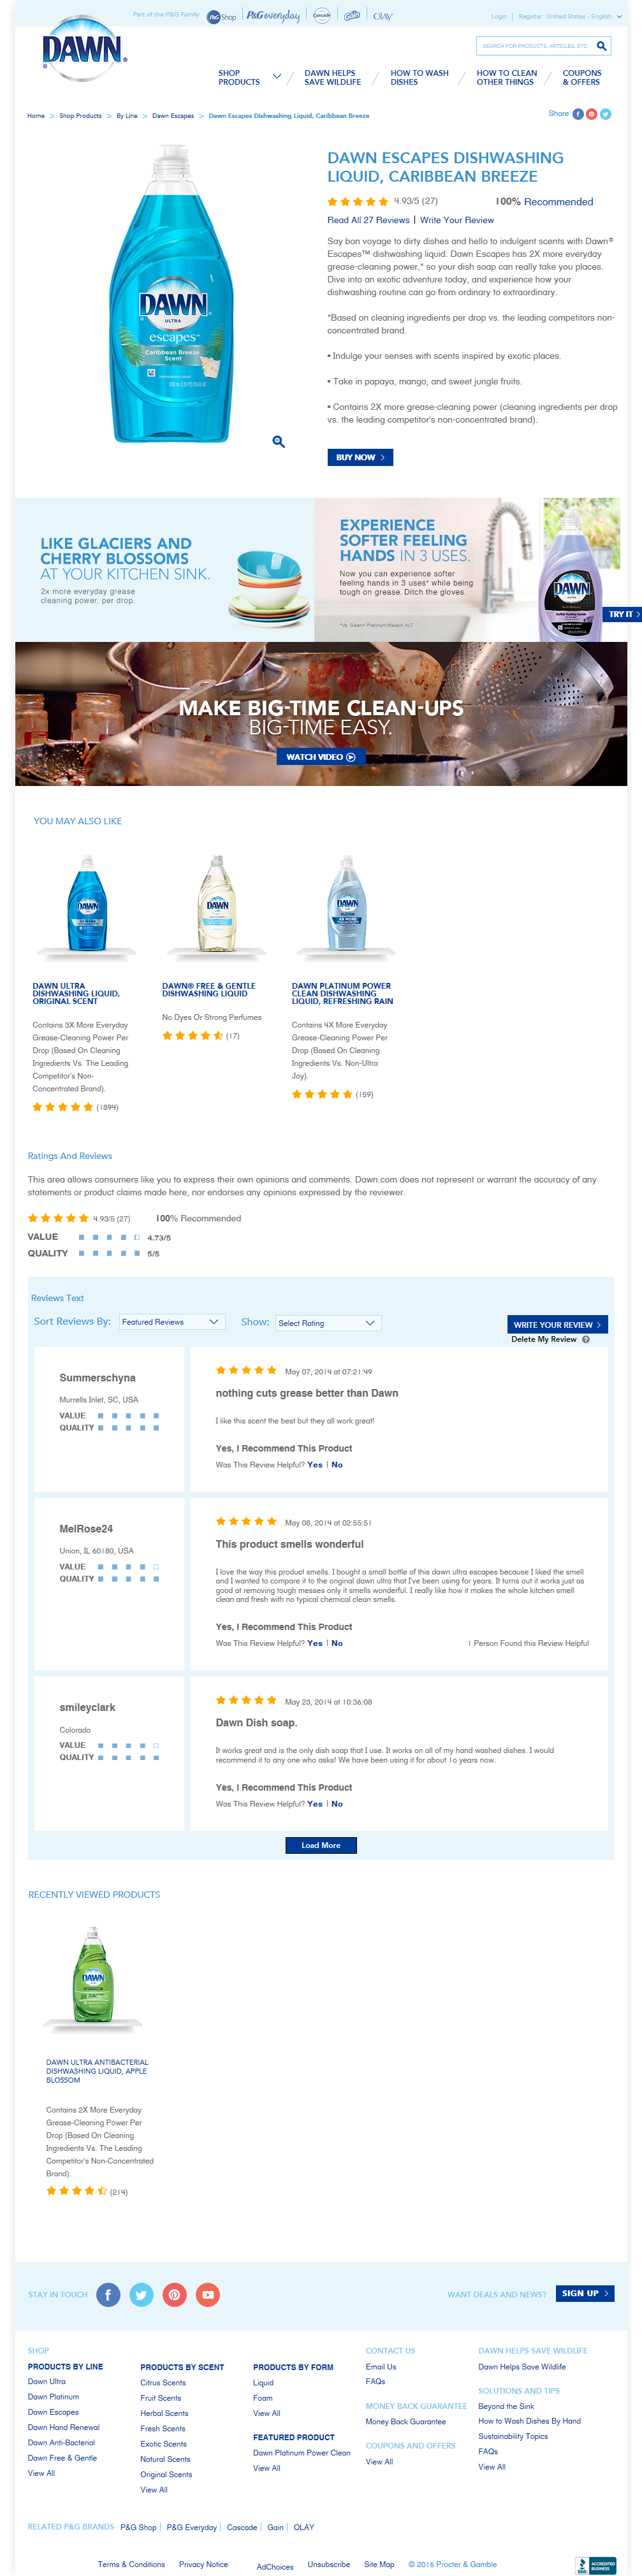 Part of the P&G Family
P&G Shop
P&G everyday
Cascade
OLAY
Login | Register United States - English
DAWN
SEARCH FOR PRODUCTS, ARTICLES, ETC
SHOP
PRODUCTS
DAWN HELPS
SAVE WILDLIFE
HOW TO WASH
DISHES
HOW TO CLEAN
OTHER THINGS
COUPONS
& OFFERS
Home > Shop Products > By Line > Dawn Escapes > Dawn Escapes Dishwashing Liquid, Caribbean Breeze
Share
DAWN ESCAPES DISHWASHING
LIQUID, CARIBBEAN BREEZE
4.93/5 (27) 100% Recommended
Read All 27 Reviews | Write Your Review
Say bon voyage to dirty dishes and hello to indulgent scents with Dawn®
Escapes™ dishwashing liquid. Dawn Escapes has 2X more everyday
grease-cleaning power,* so your dish soap can really take you places.
Dive into an exotic adventure today, and experience how your
dishwashing routine can go from ordinary to extraordinary.
*Based on cleaning ingredients per drop vs. the leading competitors non-
concentrated brand.
• Indulge your senses with scents inspired by exotic places.
• Take in papaya, mango, and sweet jungle fruits.
• Contains 2X more grease-cleaning power (cleaning ingredients per drop
vs. the leading competitor's non-concentrated brand).
BUY NOW
DAWN
ULTRA
escapes™
Caribbean Breeze
Scent
DISHWASHING LIQUID
LIKE GLACIERS AND
CHERRY BLOSSOMS
AT YOUR KITCHEN SINK.
2x more everyday grease
cleaning power, per drop.
EXPERIENCE
SOFTER FEELING
HANDS IN 3 USES.
Now you can experience softer
feeling hands in 3 uses* while being
tough on grease. Ditch the gloves.
*Vs. Dawn® Platinum Bleach ALT
DAWN
TRY IT
MAKE BIG-TIME CLEAN-UPS
BIG-TIME EASY.
WATCH VIDEO
YOU MAY ALSO LIKE
DAWN
DAWN
DAWN
DAWN ULTRA
DISHWASHING LIQUID,
ORIGINAL SCENT
Contains 3X More Everyday
Grease-Cleaning Power Per
Drop (Based On Cleaning
Ingredients Vs. The Leading
Competitor's Non-
Concentrated Brand).
(1894)
DAWN® FREE & GENTLE
DISHWASHING LIQUID
No Dyes Or Strong Perfumes
(17)
DAWN PLATINUM POWER
CLEAN DISHWASHING
LIQUID, REFRESHING RAIN
Contains 4X More Everyday
Grease-Cleaning Power Per
Drop (Based On Cleaning
Ingredients Vs. Non-Ultra
Joy).
(159)
Ratings And Reviews
This area allows consumers like you to express their own opinions and comments. Dawn.com does not represent or warrant the accuracy of any
statements or product claims made here, nor endorses any opinions expressed by the reviewer.
4.93/5 (27) 100% Recommended
VALUE 4.73/5
QUALITY 5/5
Reviews Text
Sort Reviews By: Featured Reviews Show: Select Rating
WRITE YOUR REVIEW
Delete My Review
Summerschyna
Murrells Inlet, SC, USA
VALUE
QUALITY
May 07, 2014 at 07:21:49
nothing cuts grease better than Dawn
I like this scent the best but they all work great!
Yes, I Recommend This Product
Was This Review Helpful? Yes | No
MelRose24
Union, IL 60180, USA
VALUE
QUALITY
May 08, 2014 at 02:55:51
This product smells wonderful
I love the way this product smells. I bought a small bottle of this dawn ultra escapes because I liked the smell
and I wanted to compare it to the original dawn ultra that I've been using for years. It turns out it works just as
good at removing tough messes only it smells wonderful. I really like how it makes the whole kitchen smell
clean and fresh with no typical chemical clean smells.
Yes, I Recommend This Product
Was This Review Helpful? Yes | No
1 Person Found this Review Helpful
smileyclark
Colorado
VALUE
QUALITY
May 23, 2014 at 10:36:08
Dawn Dish soap.
It works great and is the only dish soap that I use. It works on all of my hand washed dishes. I would
recommend it to any one who asks! We have been using it for about 10 years now.
Yes, I Recommend This Product
Was This Review Helpful? Yes | No
Load More
RECENTLY VIEWED PRODUCTS
DAWN
DAWN ULTRA ANTIBACTERIAL
DISHWASHING LIQUID, APPLE
BLOSSOM
Contains 2X More Everyday
Grease-Cleaning Power Per
Drop (Based On Cleaning
Ingredients Vs. The Leading
Competitor's Non-Concentrated
Brand).
(214)
STAY IN TOUCH
WANT DEALS AND NEWS? SIGN UP
SHOP
PRODUCTS BY LINE
Dawn Ultra
Dawn Platinum
Dawn Escapes
Dawn Hand Renewal
Dawn Anti-Bacterial
Dawn Free & Gentle
View All
PRODUCTS BY SCENT
Citrus Scents
Fruit Scents
Herbal Scents
Fresh Scents
Exotic Scents
Natural Scents
Original Scents
View All
PRODUCTS BY FORM
Liquid
Foam
View All
FEATURED PRODUCT
Dawn Platinum Power Clean
View All
CONTACT US
Email Us
FAQs
MONEY BACK GUARANTEE
Money Back Guarantee
COUPONS AND OFFERS
View All
DAWN HELPS SAVE WILDLIFE
Dawn Helps Save Wildlife
SOLUTIONS AND TIPS
Beyond the Sink
How to Wash Dishes By Hand
Sustainability Topics
FAQs
View All
RELATED P&G BRANDS P&G Shop | P&G Everyday | Cascade | Gain | OLAY
Terms & Conditions Privacy Notice AdChoices Unsubscribe Site Map © 2016 Procter & Gamble
BBB
ACCREDITED
BUSINESS